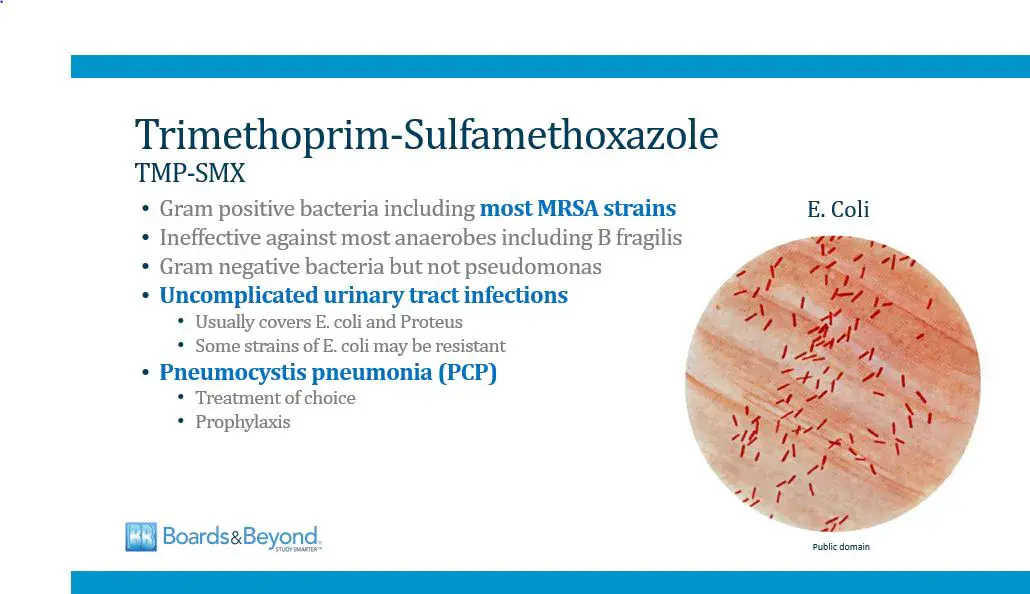 Trimethoprim-Sulfamethoxazole
TMP-SMX
• Gram positive bacteria including most MRSA strains
• Ineffective against most anaerobes including B fragilis
• Gram negative bacteria but not pseudomonas
• Uncomplicated urinary tract infections
• Usually covers E. coli and Proteus
• Some strains of E. coli may be resistant
• Pneumocystis pneumonia (PCP)
• Treatment of choice
• Prophylaxis
E. Coli
Public domain
BB Boards&Beyond®
STUDY SMARTER™